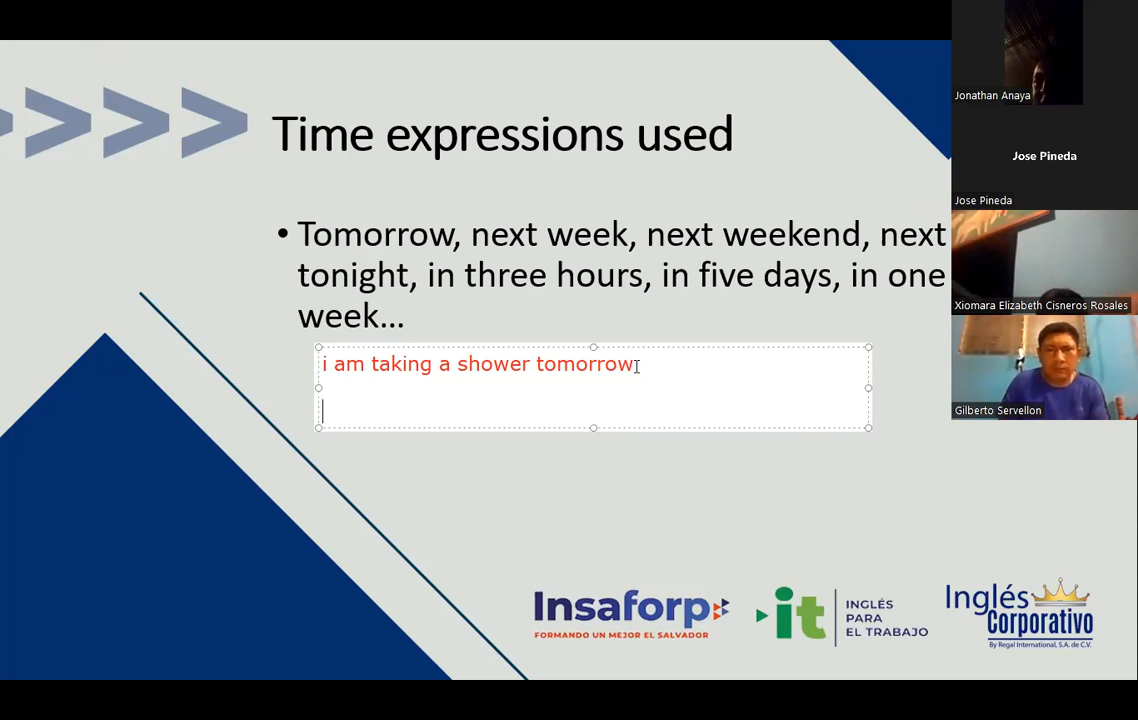 Time expressions used
• Tomorrow, next week, next weekend, next
tonight, in three hours, in five days, in one
week...
i am taking a shower tomorrow
Jonathan Anaya
Jose Pineda
Jose Pineda
Xiomara Elizabeth Cisneros Rosales
Gilberto Servellon
Insaforp
FORMANDO UN MEJOR EL SALVADOR
it
INGLÉS
PARA
EL TRABAJO
Inglés
Corporativo
By Regal International, S.A. de C.V.